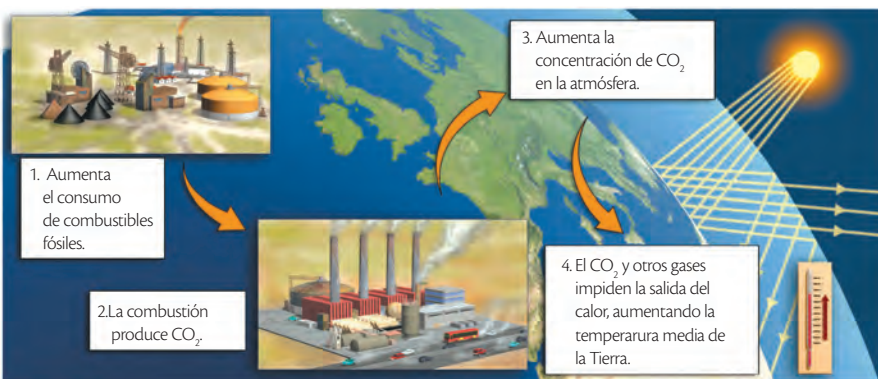 1. Aumenta
el consumo
de combustibles
fósiles.
2.La combustión
produce CO₂.
3. Aumenta la
concentración de CO₂
en la atmósfera.
4. El CO₂ y otros gases
impiden la salida del
calor, aumentando la
temperarura media de
la Tierra.